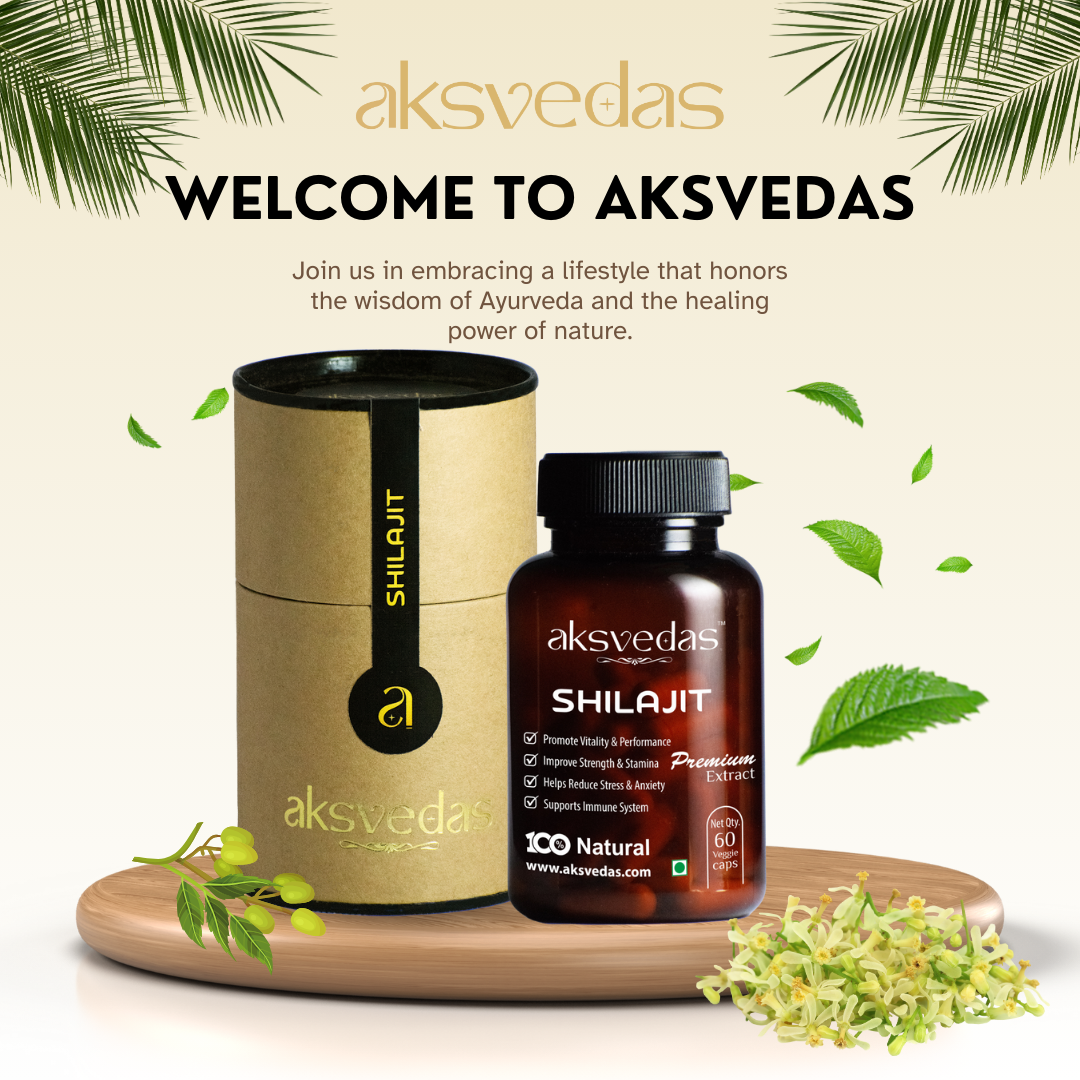 aksvedas
WELCOME TO AKSVEDAS
Join us in embracing a lifestyle that honors
the wisdom of Ayurveda and the healing
power of nature.
SHILAJIT
a
aksvedas
aksvedas™
SHILAJIT
Promote Vitality & Performance
Improve Strength & Stamina
Helps Reduce Stress & Anxiety
Supports Immune System
Premium
Extract
100% Natural
www.aksvedas.com
Net Qty.
60
Veggie
caps